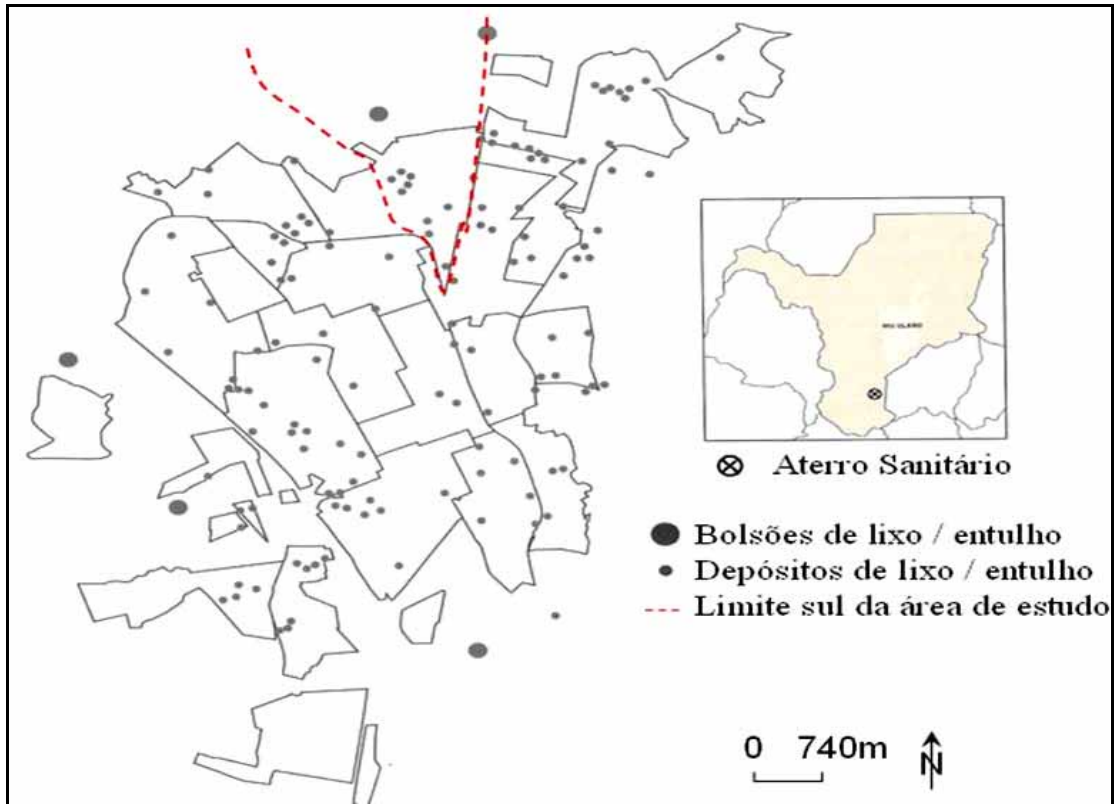 RIO CLARO
Aterro Sanitário
Bolsões de lixo / entulho
Depósitos de lixo / entulho
Limite sul da área de estudo
0 740m
N